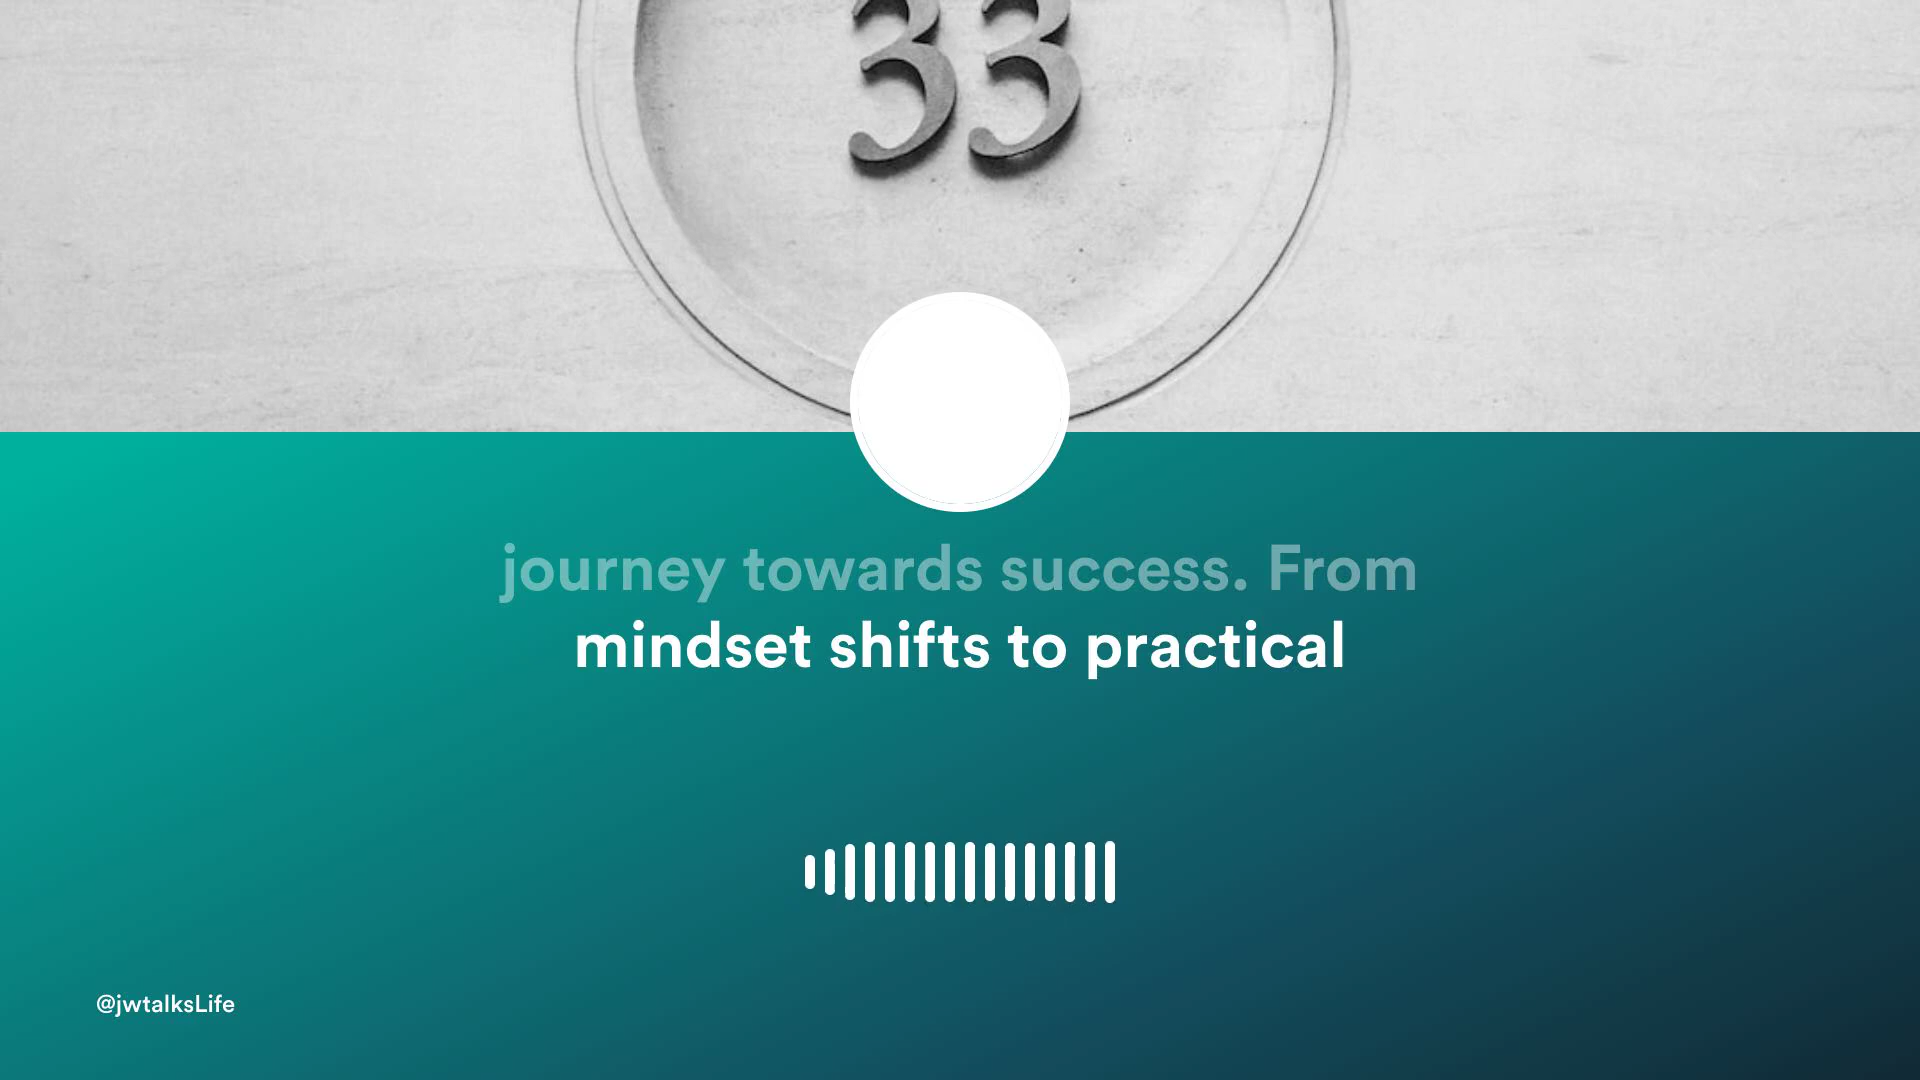 33
journey towards success. From
mindset shifts to practical
@jwtalksLife